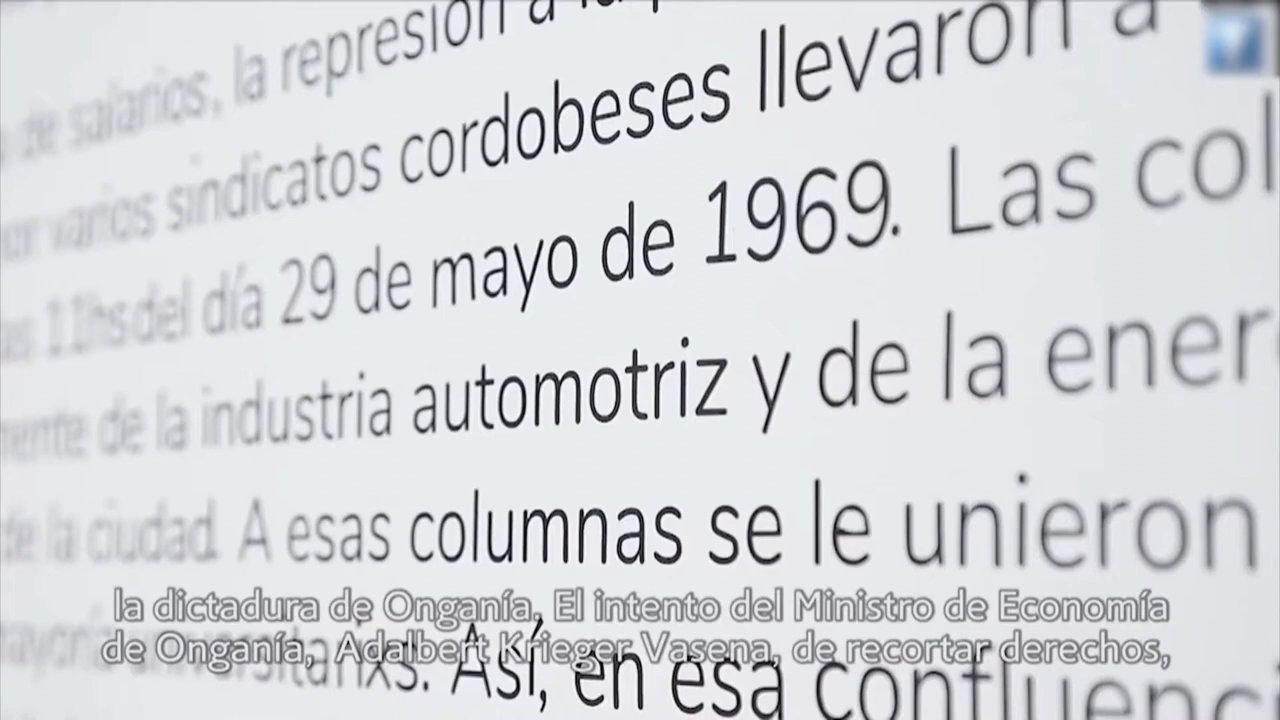 de salarios, la represión a la
por varios sindicatos cordobeses llevaron a
11hs del día 29 de mayo de 1969. Las col
mente de la industria automotriz y de la ener
de la ciudad. A esas columnas se le unieron
mayoría universitarixs. Así, en esa confluenci
la dictadura de Onganía. El intento del Ministro de Economía
de Onganía, Adalbert Krieger Vasena, de recortar derechos,